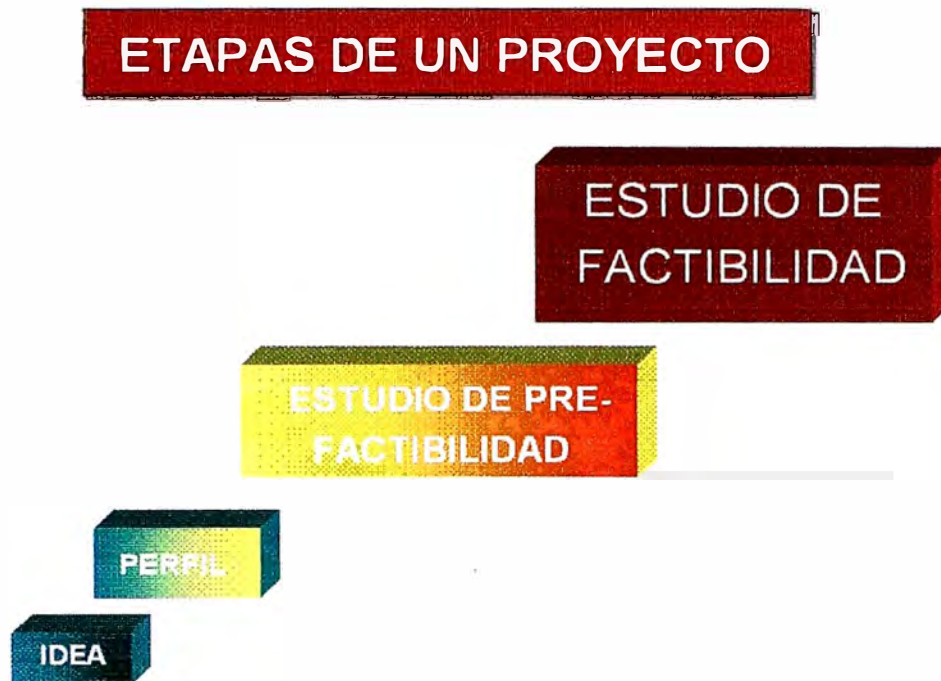 ETAPAS DE UN PROYECTO
ESTUDIO DE
FACTIBILIDAD
ESTUDIO DE PRE-
FACTIBILIDAD
PERFIL
IDEA